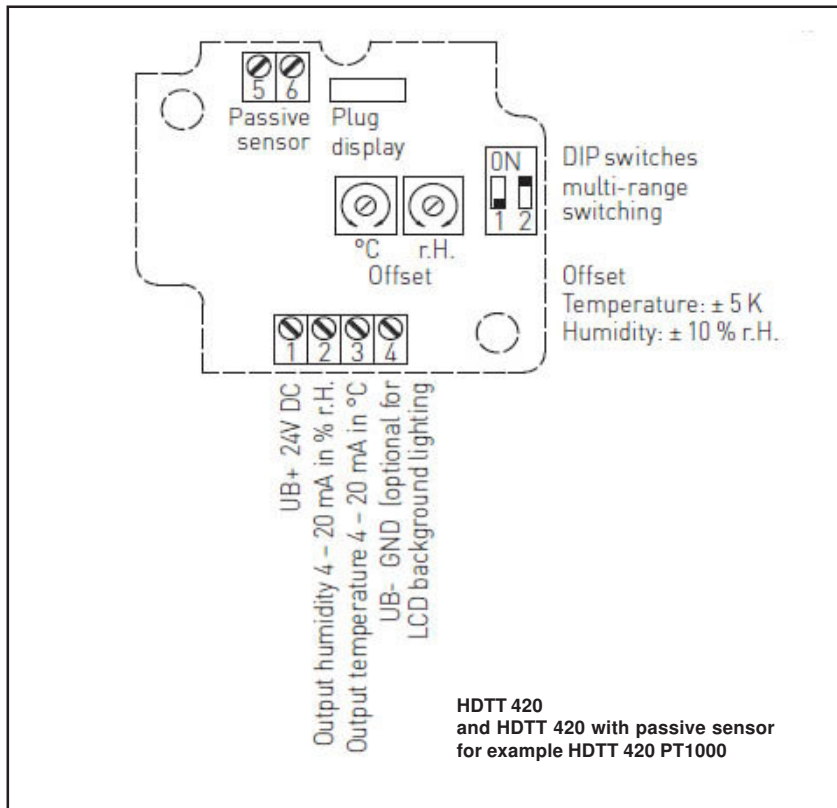 5 6
Passive
sensor
Plug
display
ON
1 2
DIP switches
multi-range
switching
°C
r.H.
Offset
Offset
Temperature: ± 5 K
Humidity: ± 10 % r.H.
1 2 3 4
UB+ 24V DC
Output humidity 4 – 20 mA in % r.H.
Output temperature 4 – 20 mA in °C
UB- GND (optional for
LCD background lighting
HDTT 420
and HDTT 420 with passive sensor
for example HDTT 420 PT1000